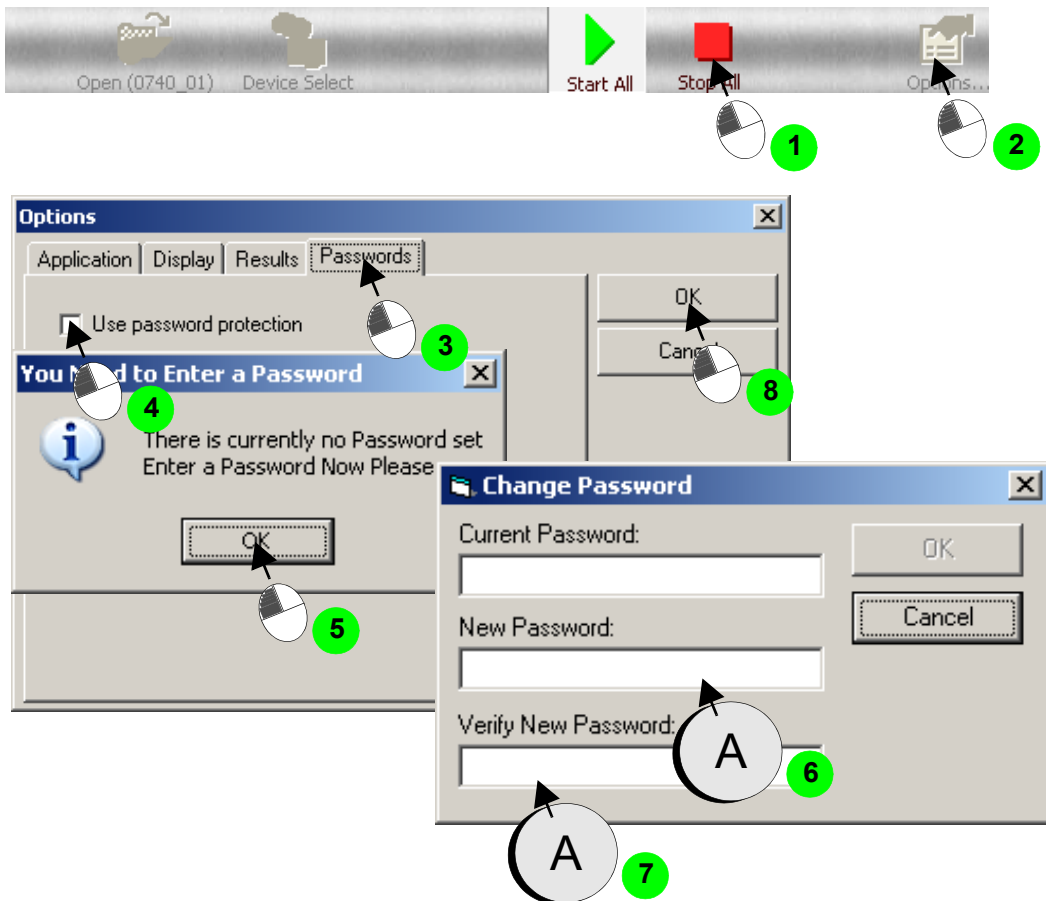 Open (0740_01) Device Select Start All Stop All Options...
1
2
Options
Application Display Results Passwords
OK
Use password protection
3
Cancel
You Need to Enter a Password
8
4
There is currently no Password set
Enter a Password Now Please
Change Password
Current Password:
OK
OK
5
New Password:
Cancel
Verify New Password:
A
6
A
7